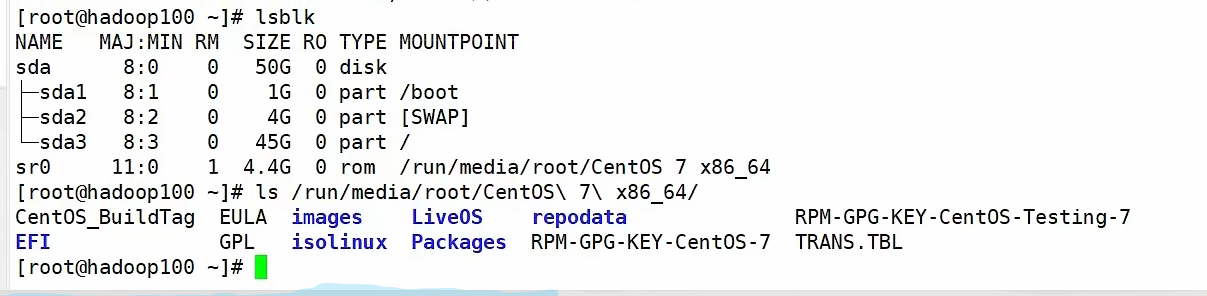 [root@hadoop100 ~]# lsblk
NAME   MAJ:MIN RM  SIZE RO TYPE MOUNTPOINT
sda      8:0    0   50G  0 disk
├─sda1   8:1    0    1G  0 part /boot
├─sda2   8:2    0    4G  0 part [SWAP]
└─sda3   8:3    0   45G  0 part /
sr0     11:0    1  4.4G  0 rom  /run/media/root/CentOS 7 x86_64
[root@hadoop100 ~]# ls /run/media/root/CentOS\ 7\ x86_64/
CentOS_BuildTag  EULA  images    LiveOS    repodata              RPM-GPG-KEY-CentOS-Testing-7
EFI              GPL   isolinux  Packages  RPM-GPG-KEY-CentOS-7  TRANS.TBL
[root@hadoop100 ~]#